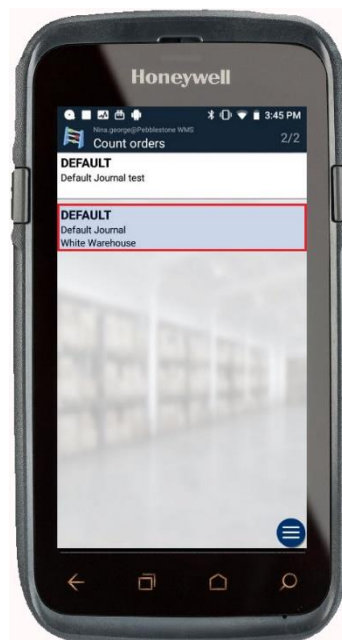 Honeywell
3:45 PM
Nina.george@Pebblestone WMS
Count orders
2/2
DEFAULT
Default Journal test
DEFAULT
Default Journal
White Warehouse